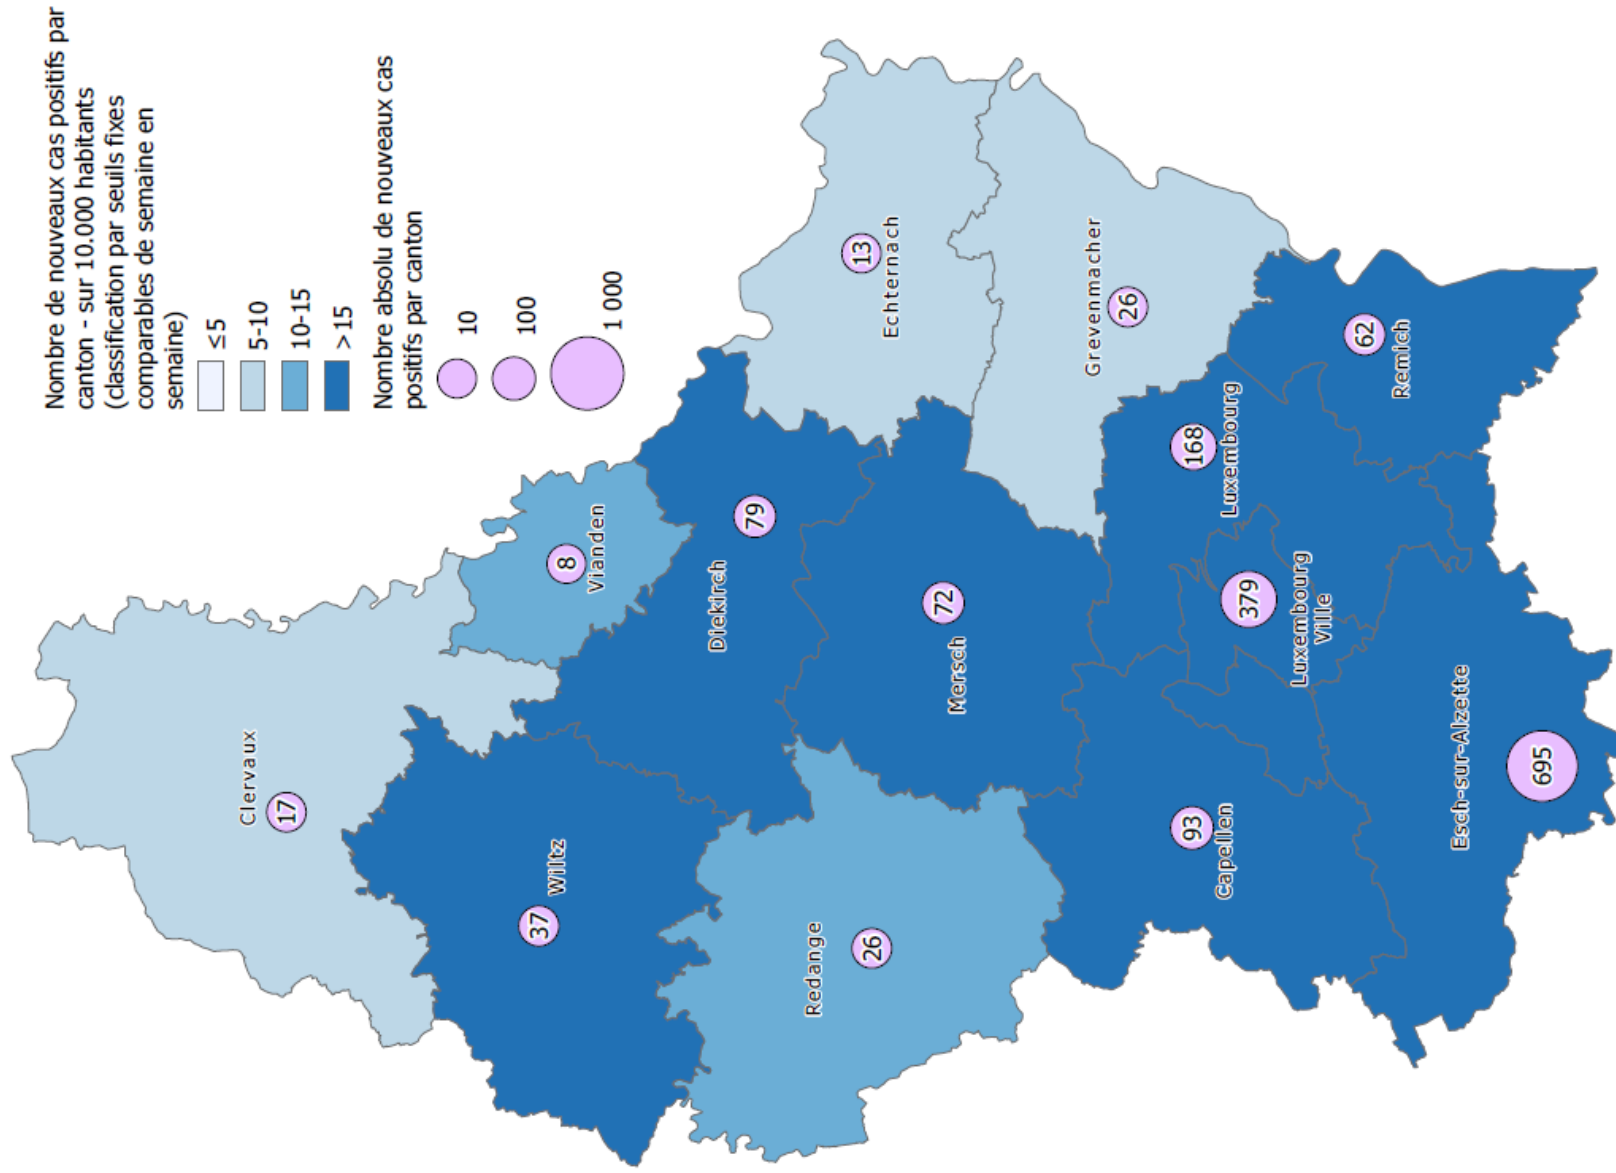 Nombre de nouveaux cas positifs par
canton - sur 10.000 habitants
(classification par seuils fixes
comparables de semaine en
semaine)
≤5
5-10
10-15
>15
Nombre absolu de nouveaux cas
positifs par canton
10
100
1 000
Clervaux
17
Wiltz
37
Vianden
8
Diekirch
79
Redange
26
Mersch
72
Echternach
13
Grevenmacher
26
Capellen
93
Luxembourg
168
Luxembourg
Ville
379
Remich
62
Esch-sur-Alzette
695